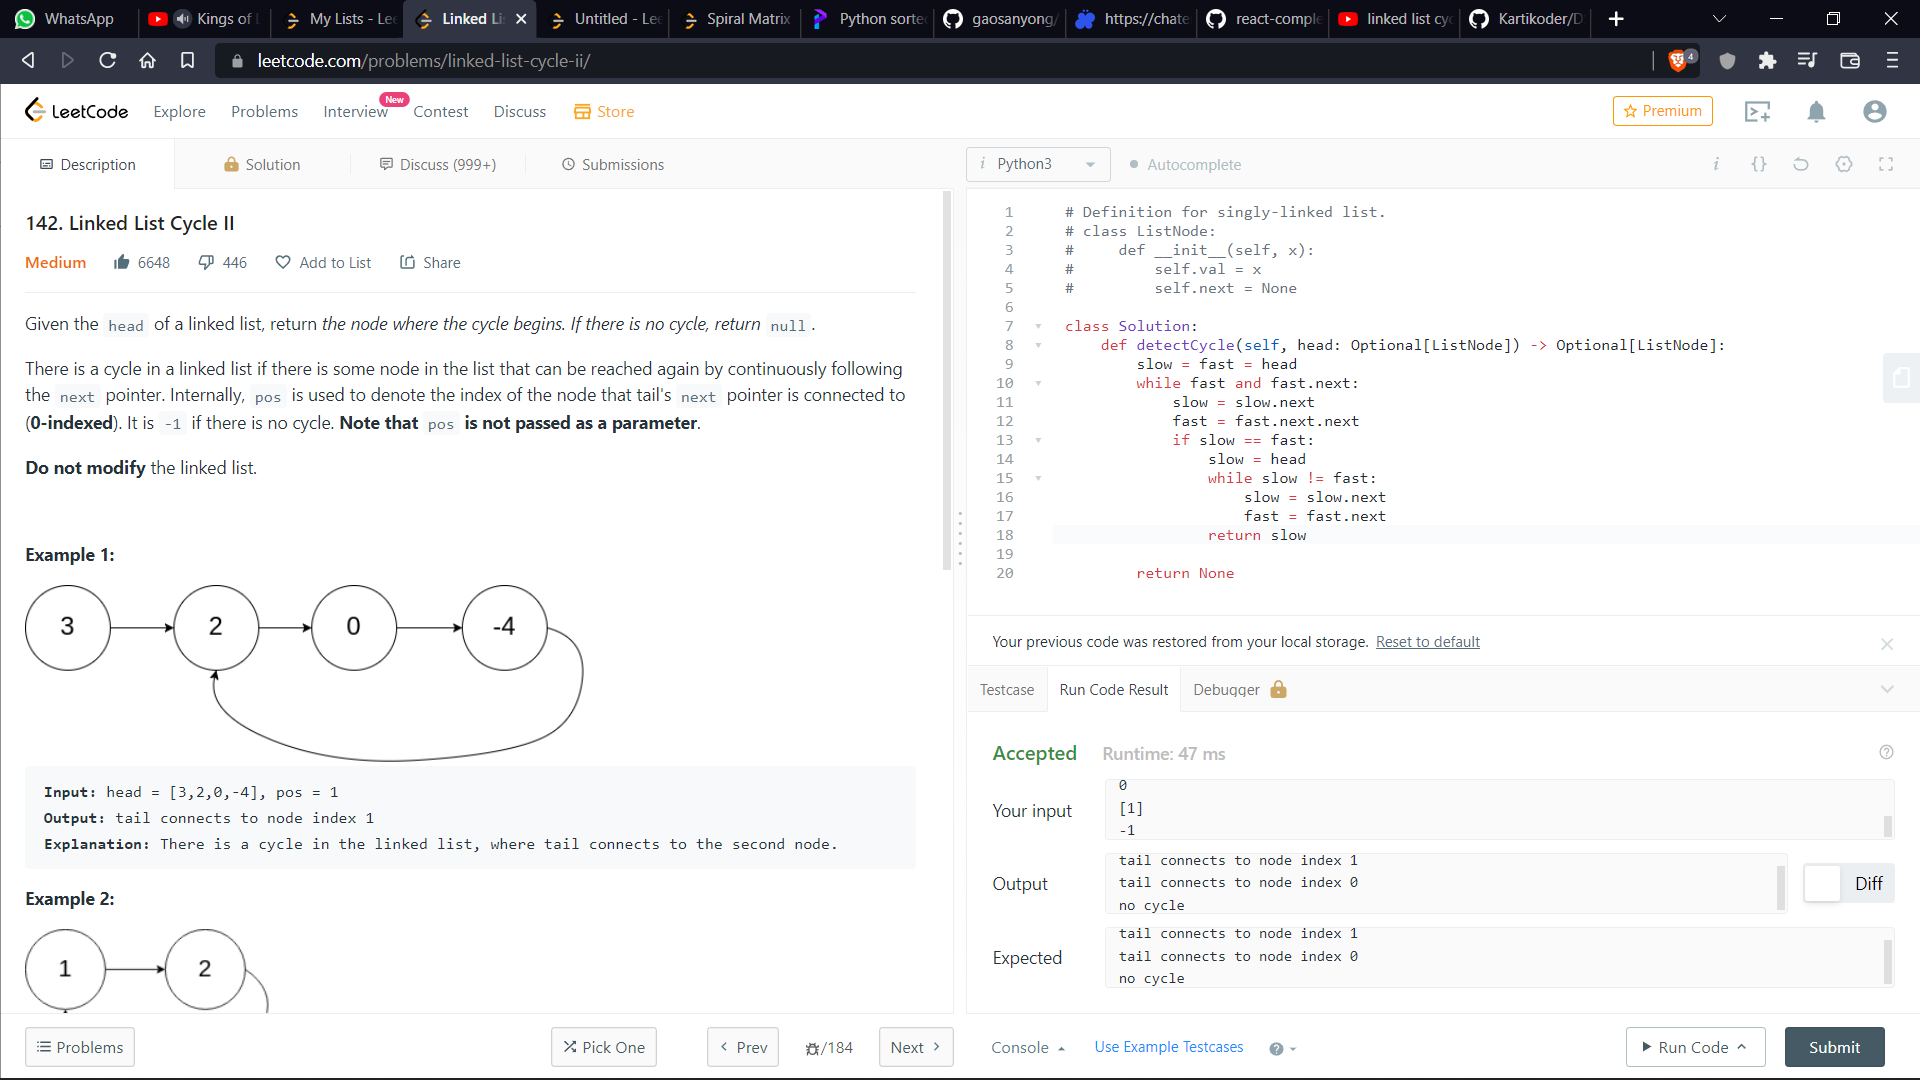 WhatsApp
Kings of
My Lists - Lee
Linked Li
Untitled - Lee
Spiral Matrix
Python sorte
gaosanyong/
https://chate
react-comple
linked list cyc
Kartikoder/D
leetcode.com/problems/linked-list-cycle-ii/
4
LeetCode
Explore
Problems
Interview
New
Contest
Discuss
Store
Premium
Description
Solution
Discuss (999+)
Submissions
i Python3
Autocomplete
i {}
142. Linked List Cycle II
Medium
6648
446
Add to List
Share
Given the head of a linked list, return the node where the cycle begins. If there is no cycle, return null.
There is a cycle in a linked list if there is some node in the list that can be reached again by continuously following
the next pointer. Internally, pos is used to denote the index of the node that tail's next pointer is connected to
(0-indexed). It is -1 if there is no cycle. Note that pos is not passed as a parameter.
Do not modify the linked list.
Example 1:
3
2
0
-4
Input: head = [3,2,0,-4], pos = 1
Output: tail connects to node index 1
Explanation: There is a cycle in the linked list, where tail connects to the second node.
Example 2:
1
2
Problems
Pick One
Prev
/184
Next
1 # Definition for singly-linked list.
2 # class ListNode:
3 #     def __init__(self, x):
4 #         self.val = x
5 #         self.next = None
6
7 class Solution:
8     def detectCycle(self, head: Optional[ListNode]) -> Optional[ListNode]:
9         slow = fast = head
10         while fast and fast.next:
11             slow = slow.next
12             fast = fast.next.next
13             if slow == fast:
14                 slow = head
15                 while slow != fast:
16                     slow = slow.next
17                     fast = fast.next
18                 return slow
19
20         return None
Your previous code was restored from your local storage. Reset to default
Testcase
Run Code Result
Debugger
Accepted
Runtime: 47 ms
Your input
0
[1]
-1
Output
tail connects to node index 1
tail connects to node index 0
no cycle
Diff
Expected
tail connects to node index 1
tail connects to node index 0
no cycle
Console
Use Example Testcases
Run Code
Submit